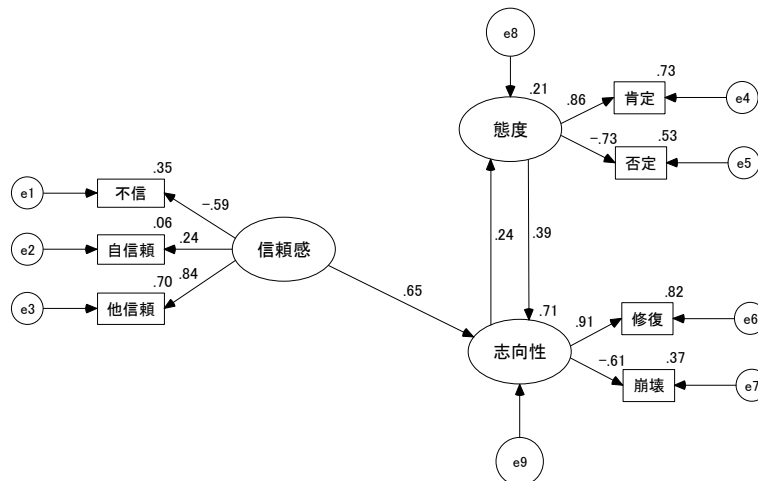 e8
.21
.86
.73
肯定
e4
態度
-.73
.53
否定
e5
.35
e1
不信
-.59
.06
e2
自信頼
.24
信頼感
.70
.84
e3
他信頼
.24
.39
.65
.71
.82
.91
修復
e6
志向性
-.61
.37
崩壊
e7
e9